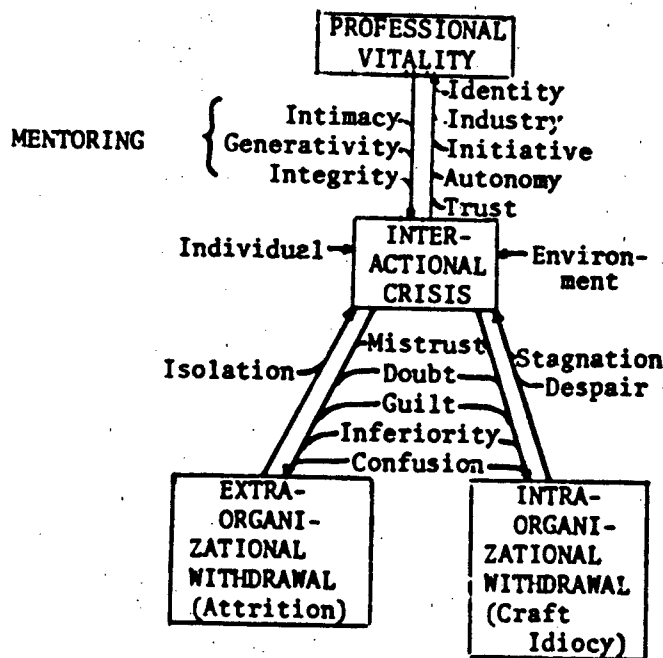 PROFESSIONAL
VITALITY
Identity
Intimacy
Industry
MENTORING
Generativity
Initiative
Integrity
Autonomy
Trust
Individual
INTER-
ACTIONAL
CRISIS
Environ-
ment
Mistrust
Isolation
Doubt
Stagnation
Despair
Guilt
Inferiority
Confusion
EXTRA-
ORGANI-
ZATIONAL
WITHDRAWAL
(Attrition)
INTRA-
ORGANI-
ZATIONAL
WITHDRAWAL
(Craft
Idiocy)